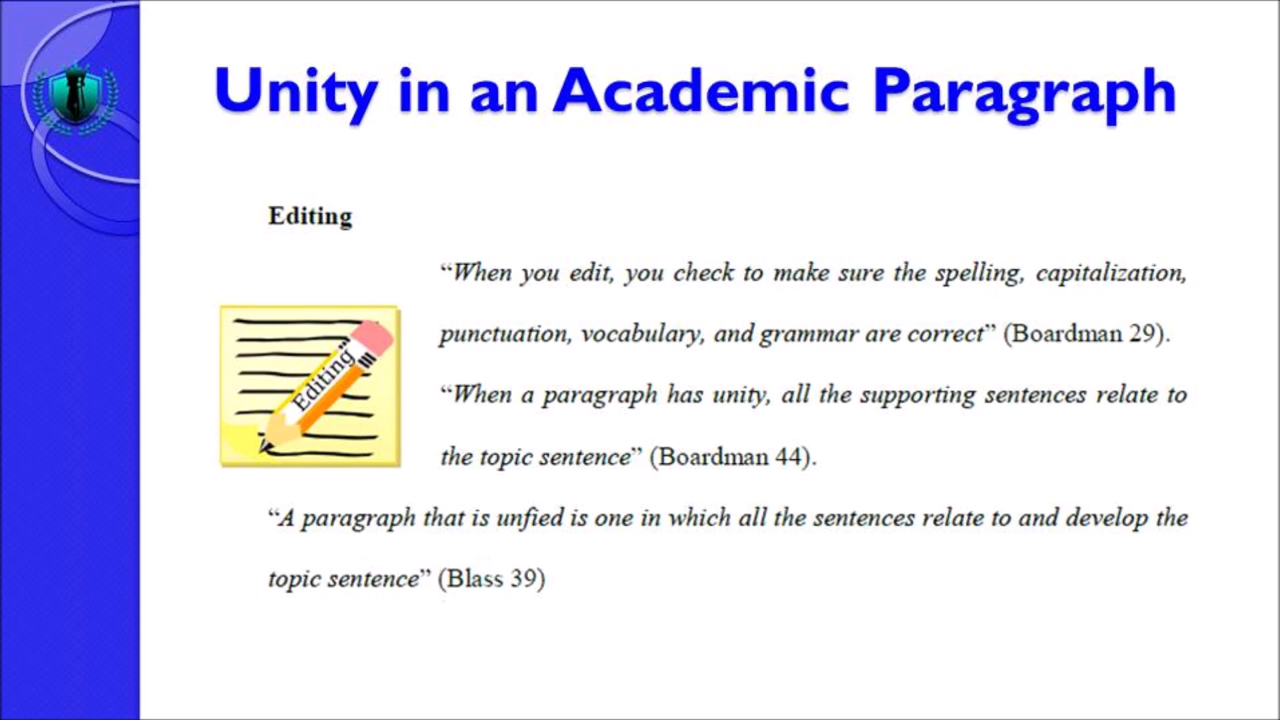 Unity in an Academic Paragraph
Editing
“When you edit, you check to make sure the spelling, capitalization,
punctuation, vocabulary, and grammar are correct” (Boardman 29).
Editing
“When a paragraph has unity, all the supporting sentences relate to
the topic sentence” (Boardman 44).
“A paragraph that is unfied is one in which all the sentences relate to and develop the
topic sentence” (Blass 39)